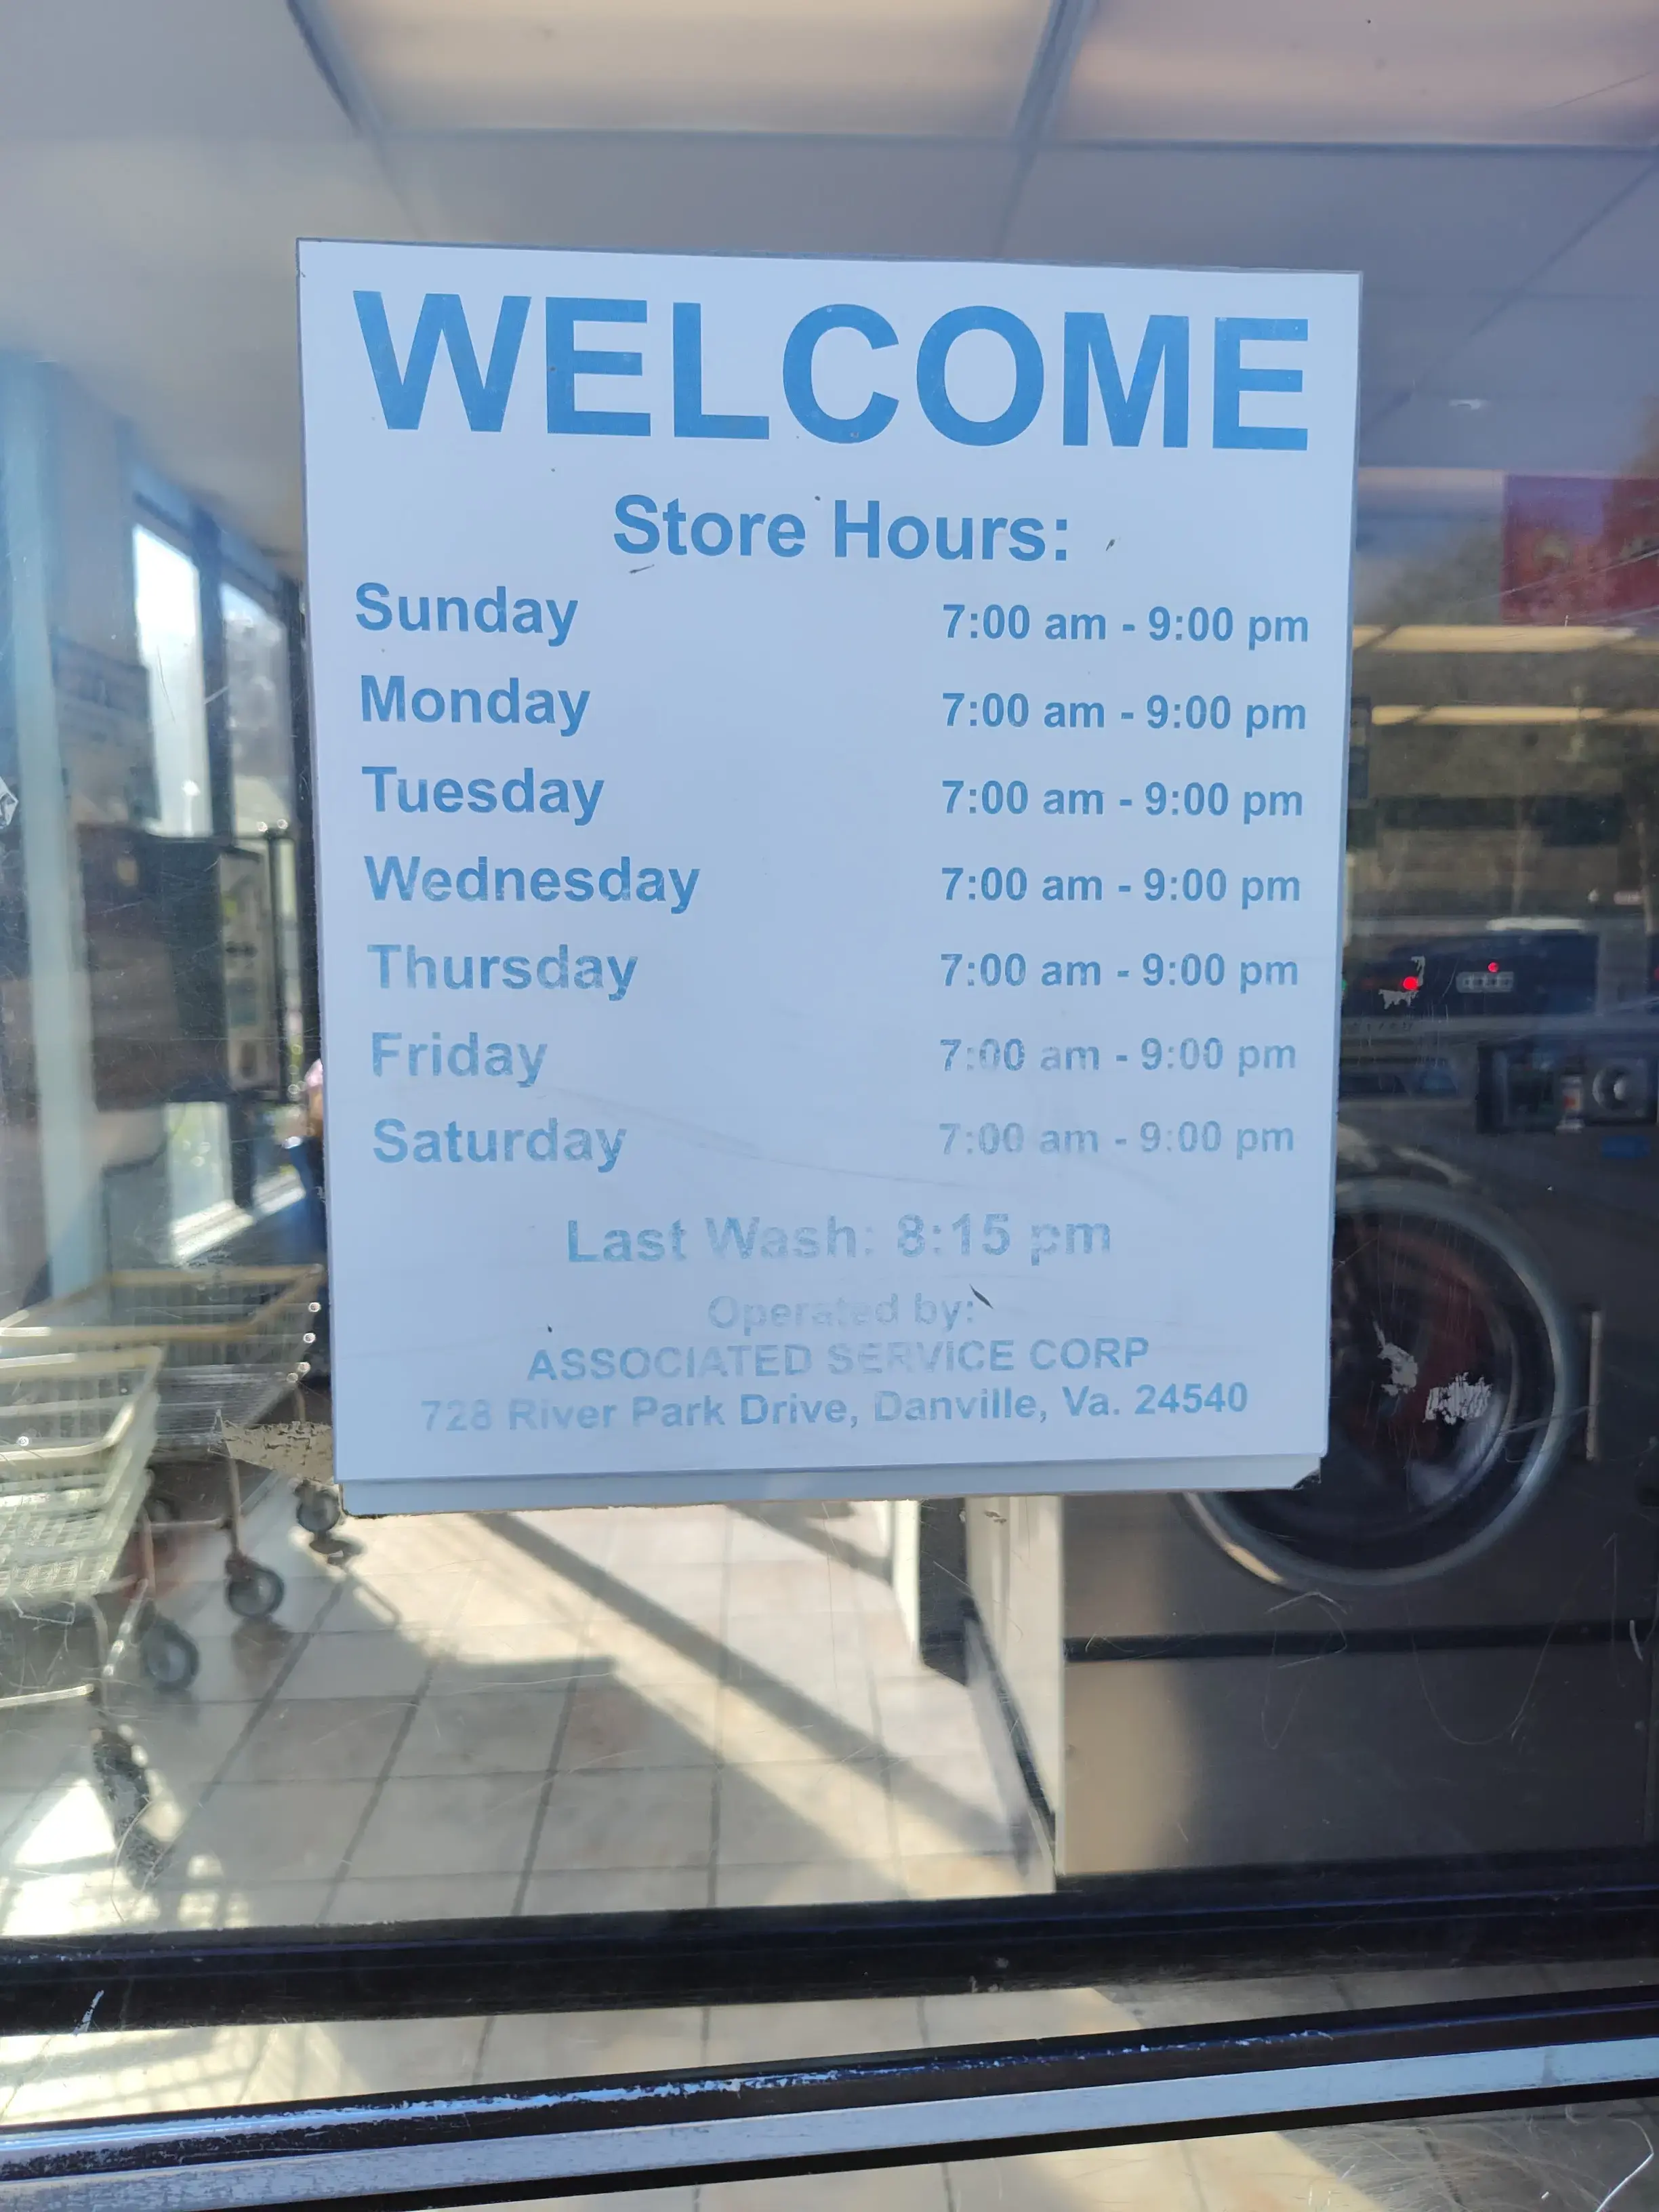 WELCOME
Store Hours:
Sunday 7:00 am - 9:00 pm
Monday 7:00 am - 9:00 pm
Tuesday 7:00 am - 9:00 pm
Wednesday 7:00 am - 9:00 pm
Thursday 7:00 am - 9:00 pm
Friday 7:00 am - 9:00 pm
Saturday 7:00 am - 9:00 pm
Last Wash: 8:15 pm
Operated by:
ASSOCIATED SERVICE CORP
728 River Park Drive, Danville, Va. 24540